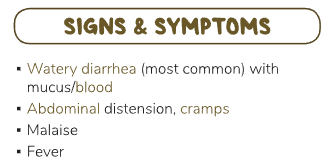 SIGNS & SYMPTOMS
▪ Watery diarrhea (most common) with
mucus/blood
▪ Abdominal distension, cramps
▪ Malaise
▪ Fever